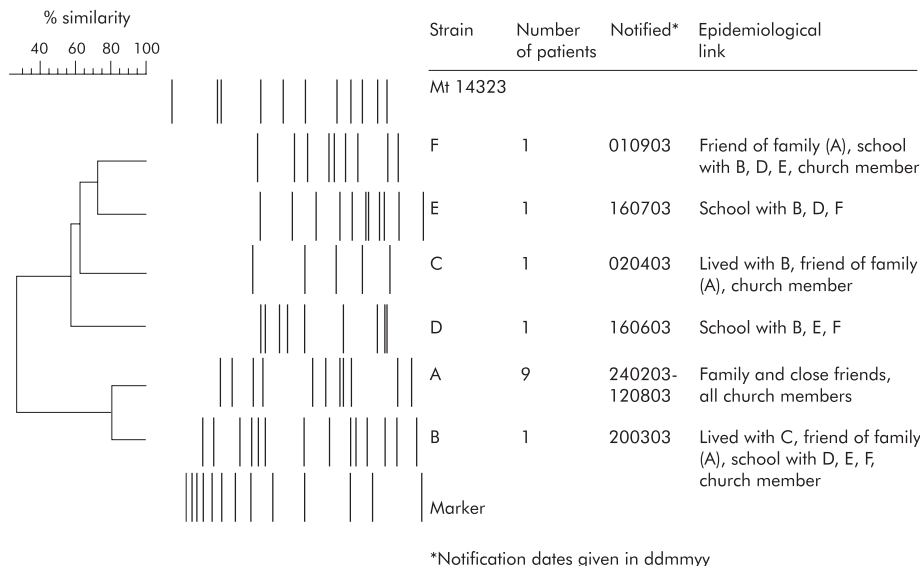 % similarity
40 60 80 100
Strain Number of patients Notified* Epidemiological link
Mt 14323
F 1 010903 Friend of family (A), school
with B, D, E, church member
E 1 160703 School with B, D, F
C 1 020403 Lived with B, friend of family
(A), church member
D 1 160603 School with B, E, F
A 9 240203- Family and close friends,
120803 all church members
B 1 200303 Lived with C, friend of family
(A), school with D, E, F,
church member
Marker
*Notification dates given in ddmmyy